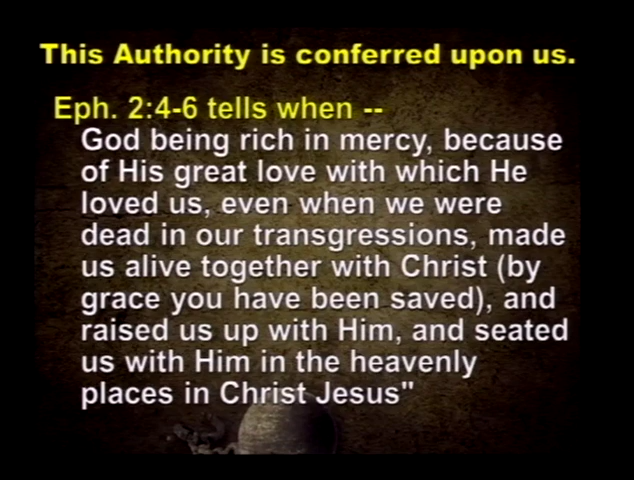 This Authority is conferred upon us.
Eph. 2:4-6 tells when --
God being rich in mercy, because
of His great love with which He
loved us, even when we were
dead in our transgressions, made
us alive together with Christ (by
grace you have been saved), and
raised us up with Him, and seated
us with Him in the heavenly
places in Christ Jesus"